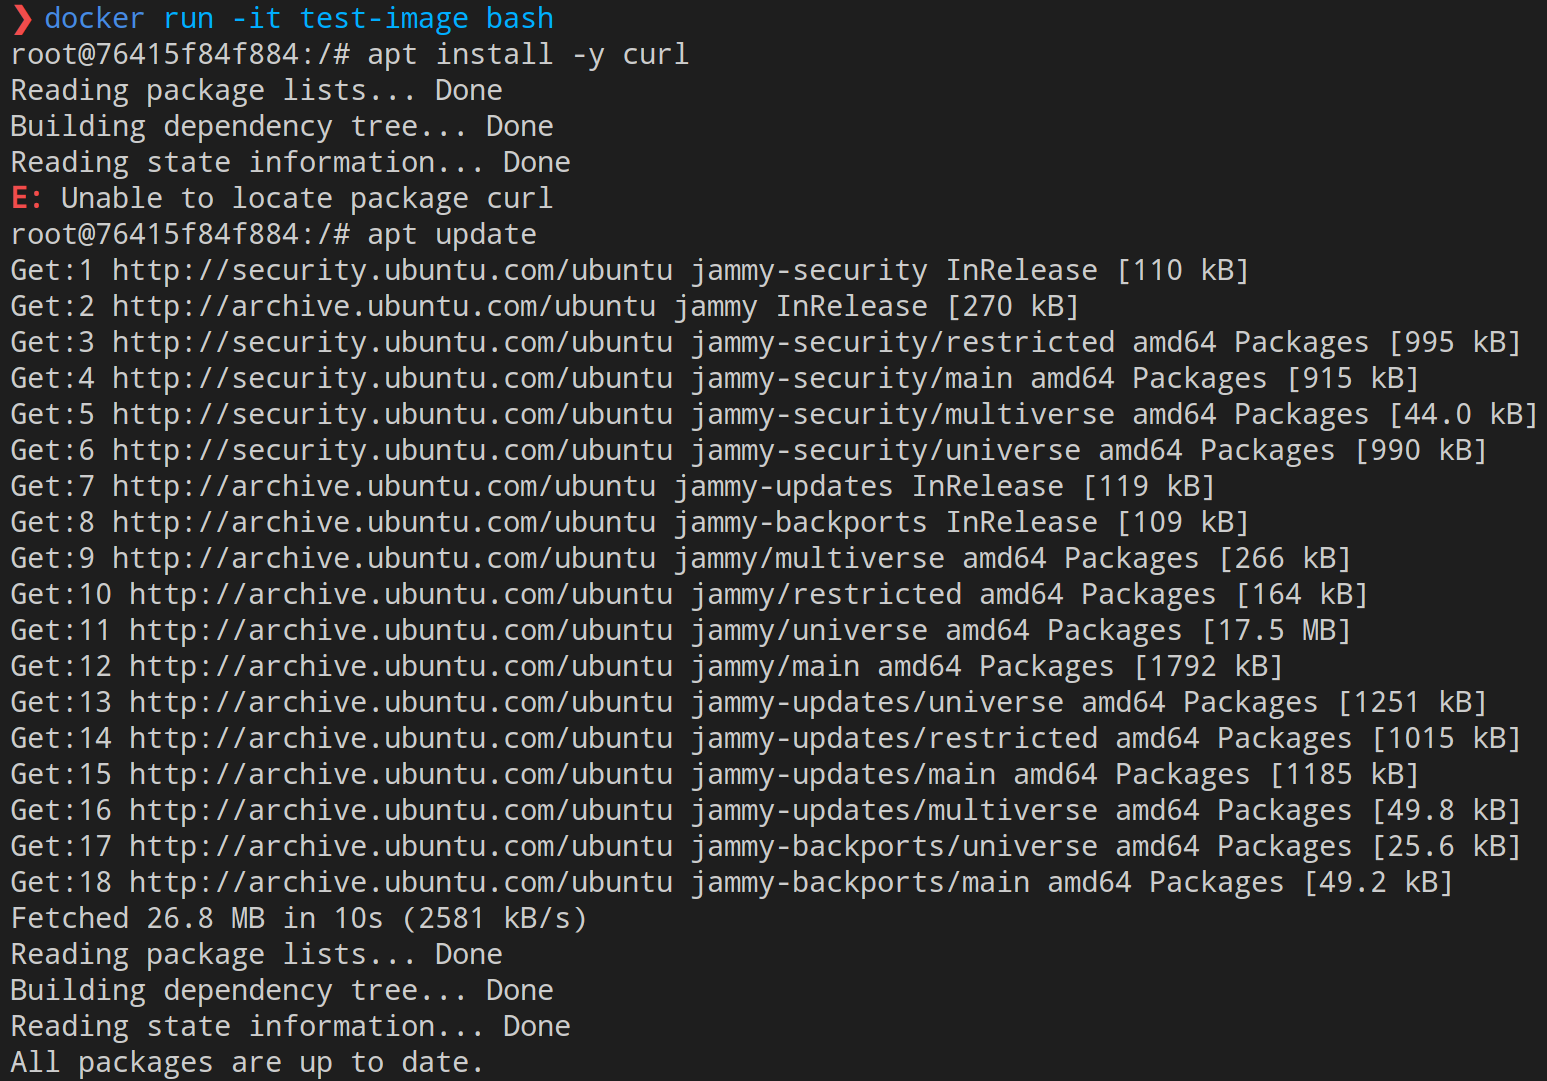 ❯ docker run -it test-image bash
root@76415f84f884:/# apt install -y curl
Reading package lists... Done
Building dependency tree... Done
Reading state information... Done
E: Unable to locate package curl
root@76415f84f884:/# apt update
Get:1 http://security.ubuntu.com/ubuntu jammy-security InRelease [110 kB]
Get:2 http://archive.ubuntu.com/ubuntu jammy InRelease [270 kB]
Get:3 http://security.ubuntu.com/ubuntu jammy-security/restricted amd64 Packages [995 kB]
Get:4 http://security.ubuntu.com/ubuntu jammy-security/main amd64 Packages [915 kB]
Get:5 http://security.ubuntu.com/ubuntu jammy-security/multiverse amd64 Packages [44.0 kB]
Get:6 http://security.ubuntu.com/ubuntu jammy-security/universe amd64 Packages [990 kB]
Get:7 http://archive.ubuntu.com/ubuntu jammy-updates InRelease [119 kB]
Get:8 http://archive.ubuntu.com/ubuntu jammy-backports InRelease [109 kB]
Get:9 http://archive.ubuntu.com/ubuntu jammy/multiverse amd64 Packages [266 kB]
Get:10 http://archive.ubuntu.com/ubuntu jammy/restricted amd64 Packages [164 kB]
Get:11 http://archive.ubuntu.com/ubuntu jammy/universe amd64 Packages [17.5 MB]
Get:12 http://archive.ubuntu.com/ubuntu jammy/main amd64 Packages [1792 kB]
Get:13 http://archive.ubuntu.com/ubuntu jammy-updates/universe amd64 Packages [1251 kB]
Get:14 http://archive.ubuntu.com/ubuntu jammy-updates/restricted amd64 Packages [1015 kB]
Get:15 http://archive.ubuntu.com/ubuntu jammy-updates/main amd64 Packages [1185 kB]
Get:16 http://archive.ubuntu.com/ubuntu jammy-updates/multiverse amd64 Packages [49.8 kB]
Get:17 http://archive.ubuntu.com/ubuntu jammy-backports/universe amd64 Packages [25.6 kB]
Get:18 http://archive.ubuntu.com/ubuntu jammy-backports/main amd64 Packages [49.2 kB]
Fetched 26.8 MB in 10s (2581 kB/s)
Reading package lists... Done
Building dependency tree... Done
Reading state information... Done
All packages are up to date.